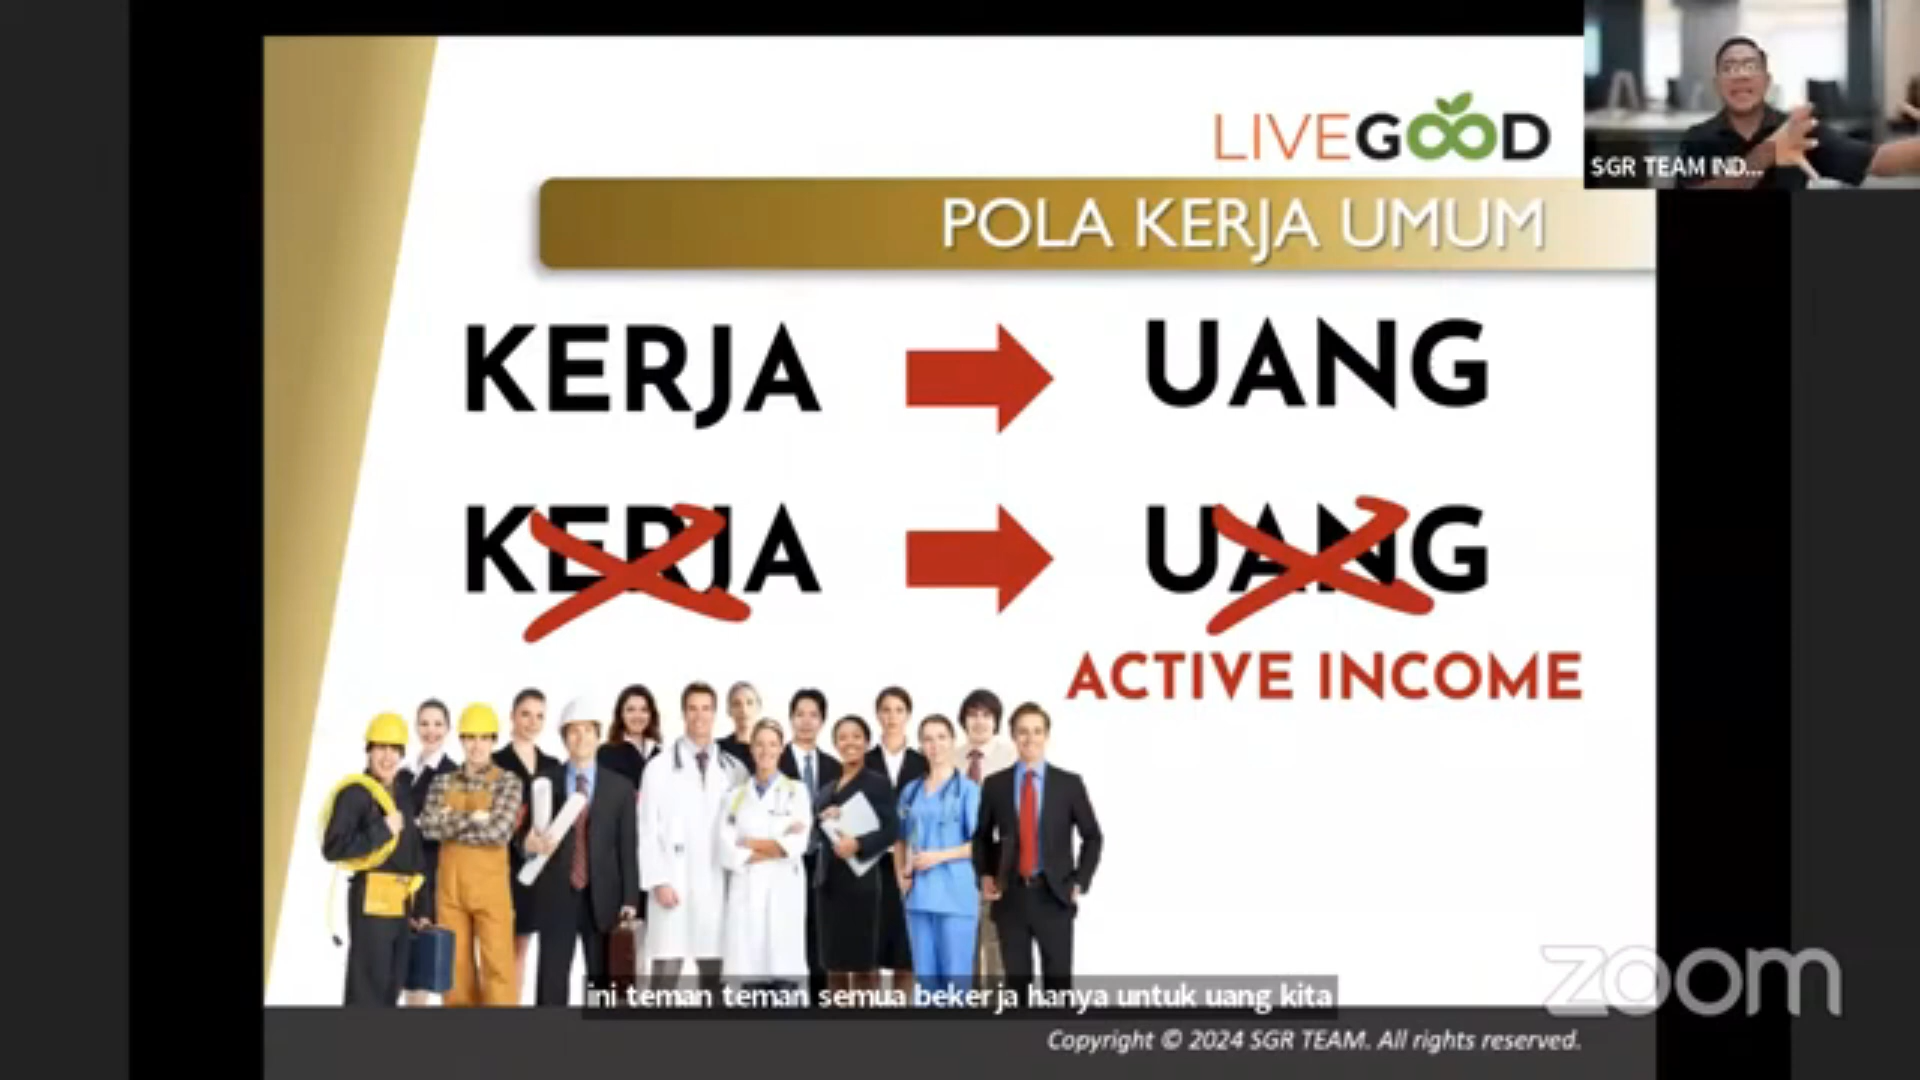 LIVEGOOD
SGR TEAM IND...
POLA KERJA UMUM
KERJA UANG
KERJA UANG
ACTIVE INCOME
ini teman teman semua bekerja hanya untuk uang kita
zoom
Copyright © 2024 SGR TEAM. All rights reserved.